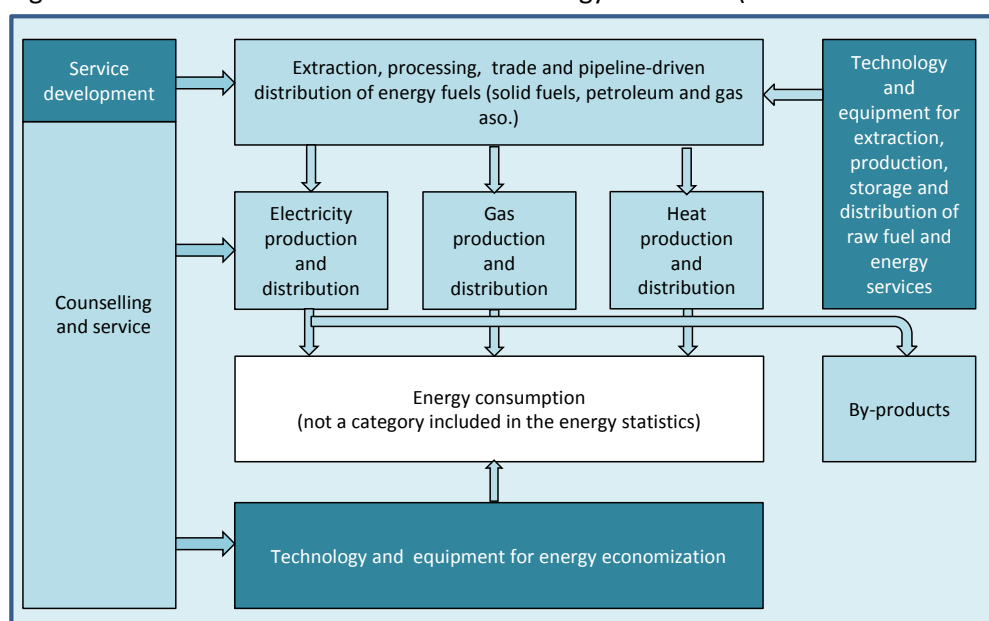 Service
development
Extraction, processing, trade and pipeline-driven
distribution of energy fuels (solid fuels, petroleum and gas
aso.)
Technology
and
equipment for
extraction,
production,
storage and
distribution of
raw fuel and
energy
services
Electricity
production
and
distribution
Gas
production
and
distribution
Heat
production
and
distribution
Counselling
and service
Energy consumption
(not a category included in the energy statistics)
By-products
Technology and equipment for energy economization